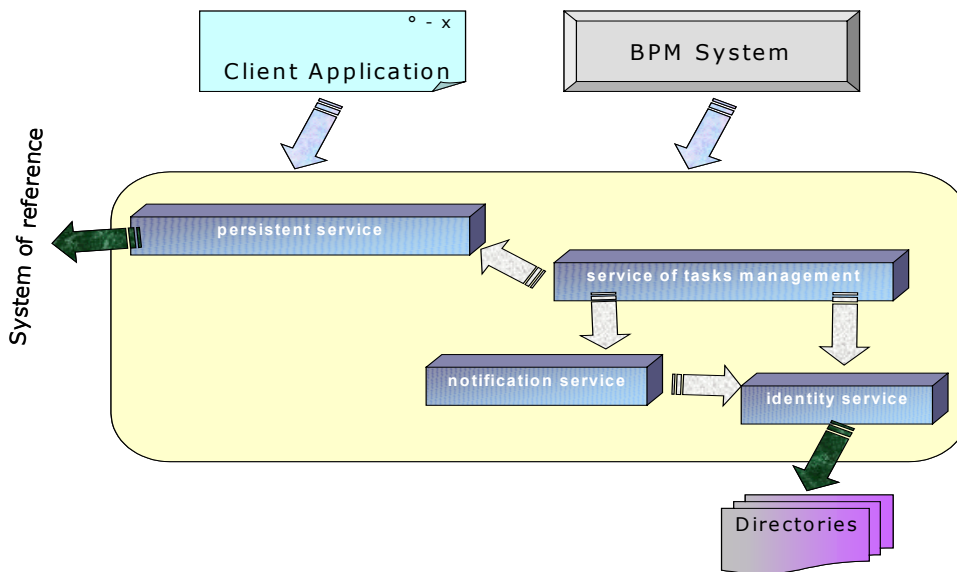 ° - x
Client Application
BPM System
System of reference
persistent service
service of tasks management
notification service
identity service
Directories